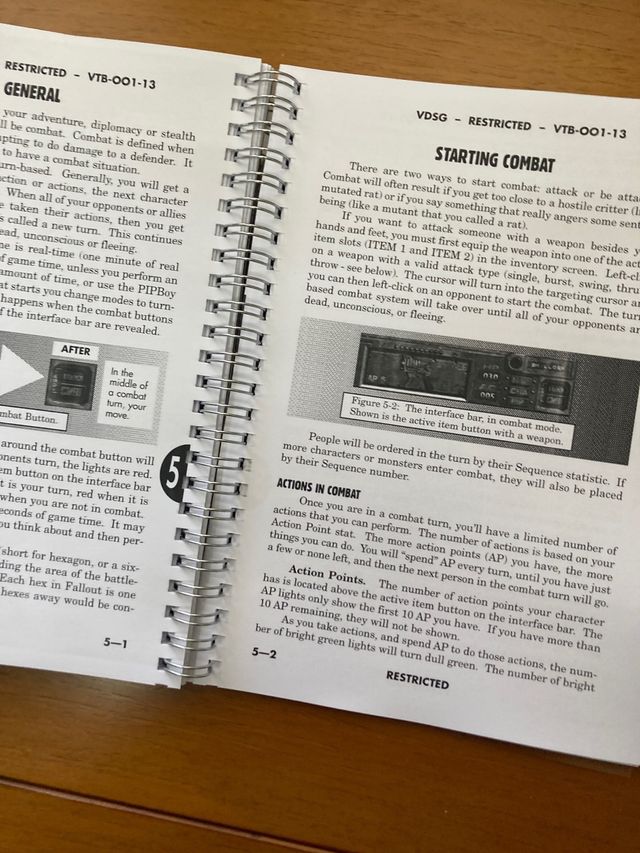 RESTRICTED – VTB-001-13
GENERAL
your adventure, diplomacy or stealth
ll be combat. Combat is defined when
pting to do damage to a defender. It
to have a combat situation.
urn-based. Generally, you will get a
ction or actions, the next character
When all of your opponents or allies
e taken their actions, then you get
s called a new turn. This continues
ead, unconscious or fleeing.
ne is real-time (one minute of real
of game time, unless you perform an
amount of time, or use the PIPBoy
at starts you change modes to turn-
happens when the combat buttons
f the interface bar are revealed.
AFTER
In the
middle of
a combat
turn, your
move.
mbat Button.
around the combat button will
onents turn, the lights are red.
em button on the interface bar
t is your turn, red when it is
when you are not in combat.
econds of game time. It may
ou think about and then per-
short for hexagon, or a six-
ding the area of the battle-
Each hex in Fallout is one
hexes away would be con-
5—1
5
VDSG – RESTRICTED – VTB-001-13
STARTING COMBAT
There are two ways to start combat: attack or be atta
Combat will often result if you get too close to a hostile critter (
mutated rat) or if you say something that really angers some sent
being (like a mutant that you called a rat).
If you want to attack someone with a weapon besides y
hands and feet, you must first equip the weapon into one of the act
item slots (ITEM 1 and ITEM 2) in the inventory screen. Left-cl
on a weapon with a valid attack type (single, burst, swing, thru
throw - see below). The cursor will turn into the targeting cursor a
you can then left-click on an opponent to start the combat. The tur
based combat system will take over until all of your opponents ar
dead, unconscious, or fleeing.
Figure 5-2: The interface bar, in combat mode.
Shown is the active item button with a weapon.
People will be ordered in the turn by their Sequence statistic. If
more characters or monsters enter combat, they will also be placed
by their Sequence number.
ACTIONS IN COMBAT
Once you are in a combat turn, you'll have a limited number of
actions that you can perform. The number of actions is based on your
Action Point stat. The more action points (AP) you have, the more
things you can do. You will "spend" AP every turn, until you have just
a few or none left, and then the next person in the combat turn will go.
Action Points. The number of action points your character
has is located above the active item button on the interface bar. The
AP lights only show the first 10 AP you have. If you have more than
10 AP remaining, they will not be shown.
As you take actions, and spend AP to do those actions, the num-
ber of bright green lights will turn dull green. The number of bright
5—2
RESTRICTED